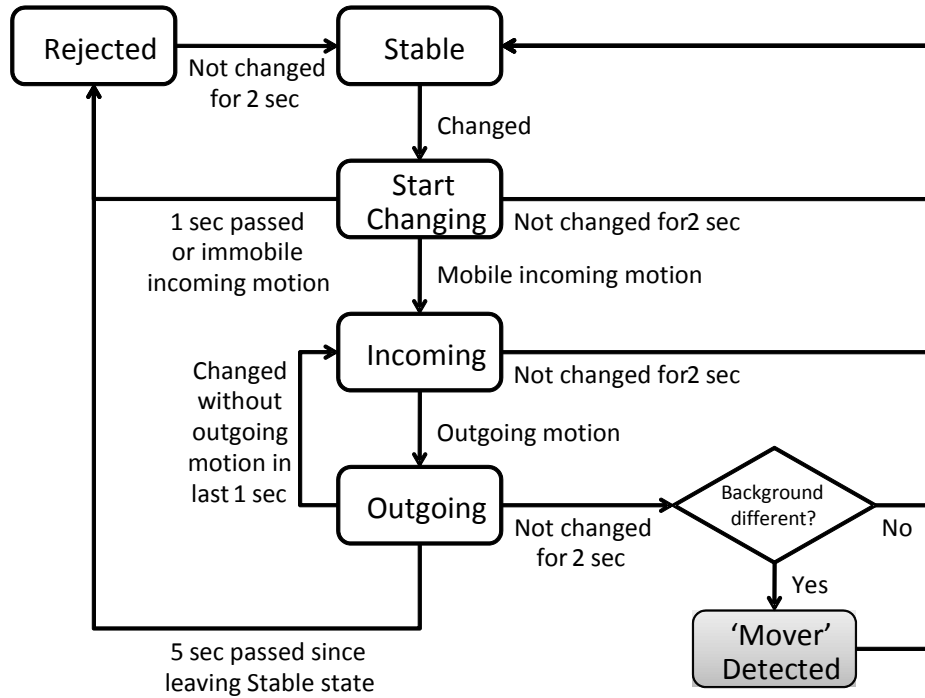 Rejected
Stable
Not changed
for 2 sec
Changed
Start
Changing
1 sec passed
or immobile
incoming motion
Not changed for2 sec
Mobile incoming motion
Incoming
Not changed for2 sec
Changed
without
outgoing
motion in
last 1 sec
Outgoing motion
Outgoing
Not changed
for 2 sec
Background
different?
No
Yes
'Mover'
Detected
5 sec passed since
leaving Stable state